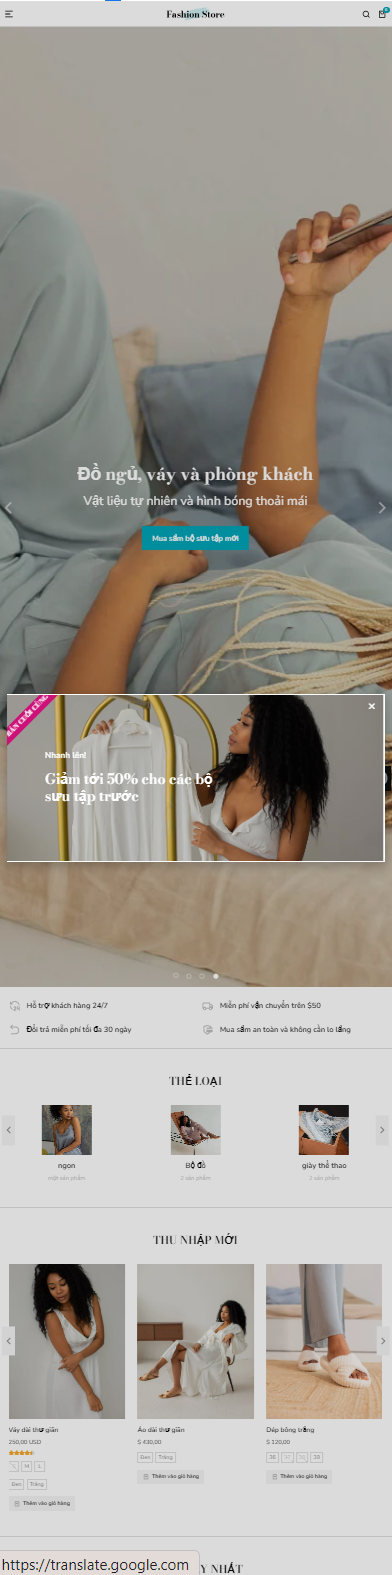 Fashion Store
Đồ ngủ, váy và phòng khách
Vật liệu tự nhiên và hình bóng thoải mái
Mua sắm bộ sưu tập mới
CUỐI CÙNG
Nhanh lên!
Giảm tới 50% cho các bộ
sưu tập trước
Hỗ trợ khách hàng 24/7
Miễn phí vận chuyển trên $50
Đổi trả miễn phí tối đa 30 ngày
Mua sắm an toàn và không cần lo lắng
THỂ LOẠI
ngọn
Bộ đồ
giày thể thao
một sản phẩm
2 sản phẩm
2 sản phẩm
THU NHẬP MỚI
Váy dài thư giãn
Áo dài thư giãn
Dép bông trắng
250,00 USD
$ 430,00
$ 120,00
M L
Đen Trắng
36 39
Thêm vào giỏ hàng
Thêm vào giỏ hàng
Đen Trắng
Thêm vào giỏ hàng
https://translate.google.com
NHẤT